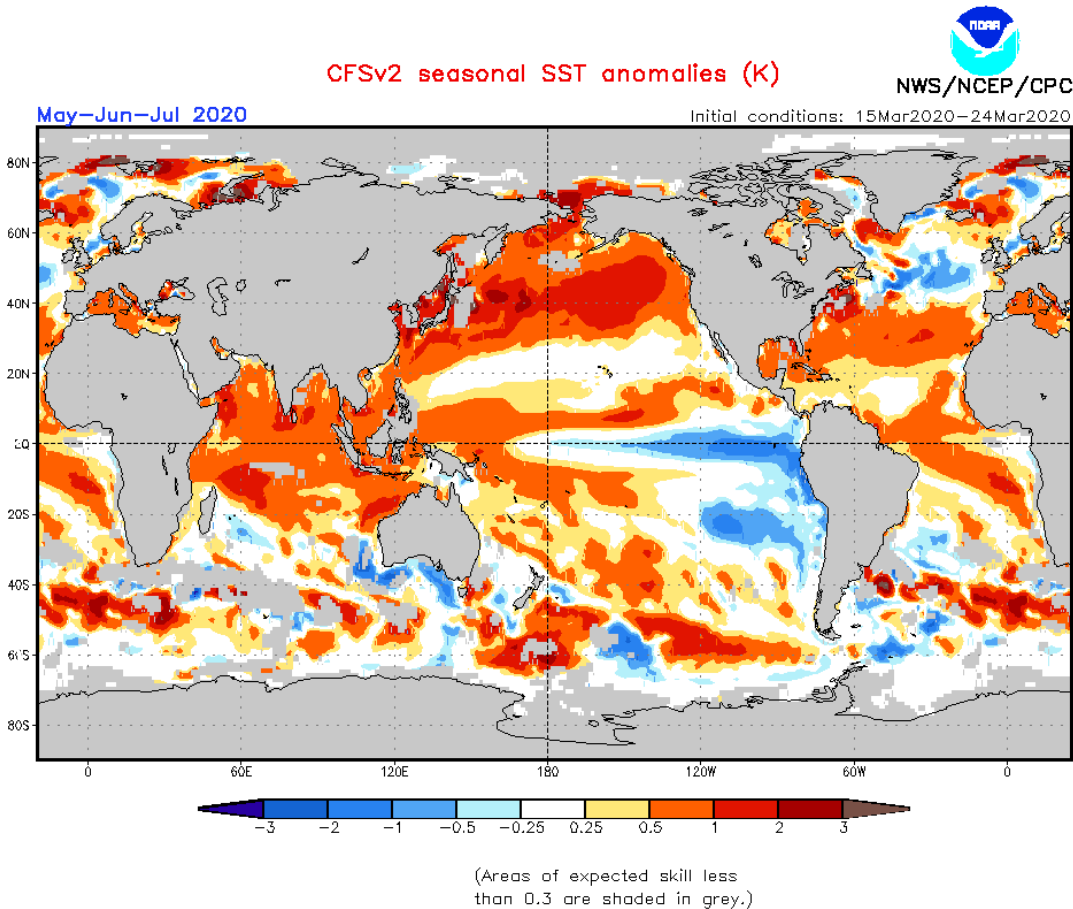 NOAA
CFSv2 seasonal SST anomalies (K)
NWS/NCEP/CPC
May-Jun-Jul 2020
Initial conditions: 15Mar2020-24Mar2020
80N
60N
40N
20N
EQ
20S
40S
60S
80S
0 60E 120E 180 120W 60W 0
-3 -2 -1 -0.5 -0.25 0.25 0.5 1 2 3
(Areas of expected skill less
than 0.3 are shaded in grey.)